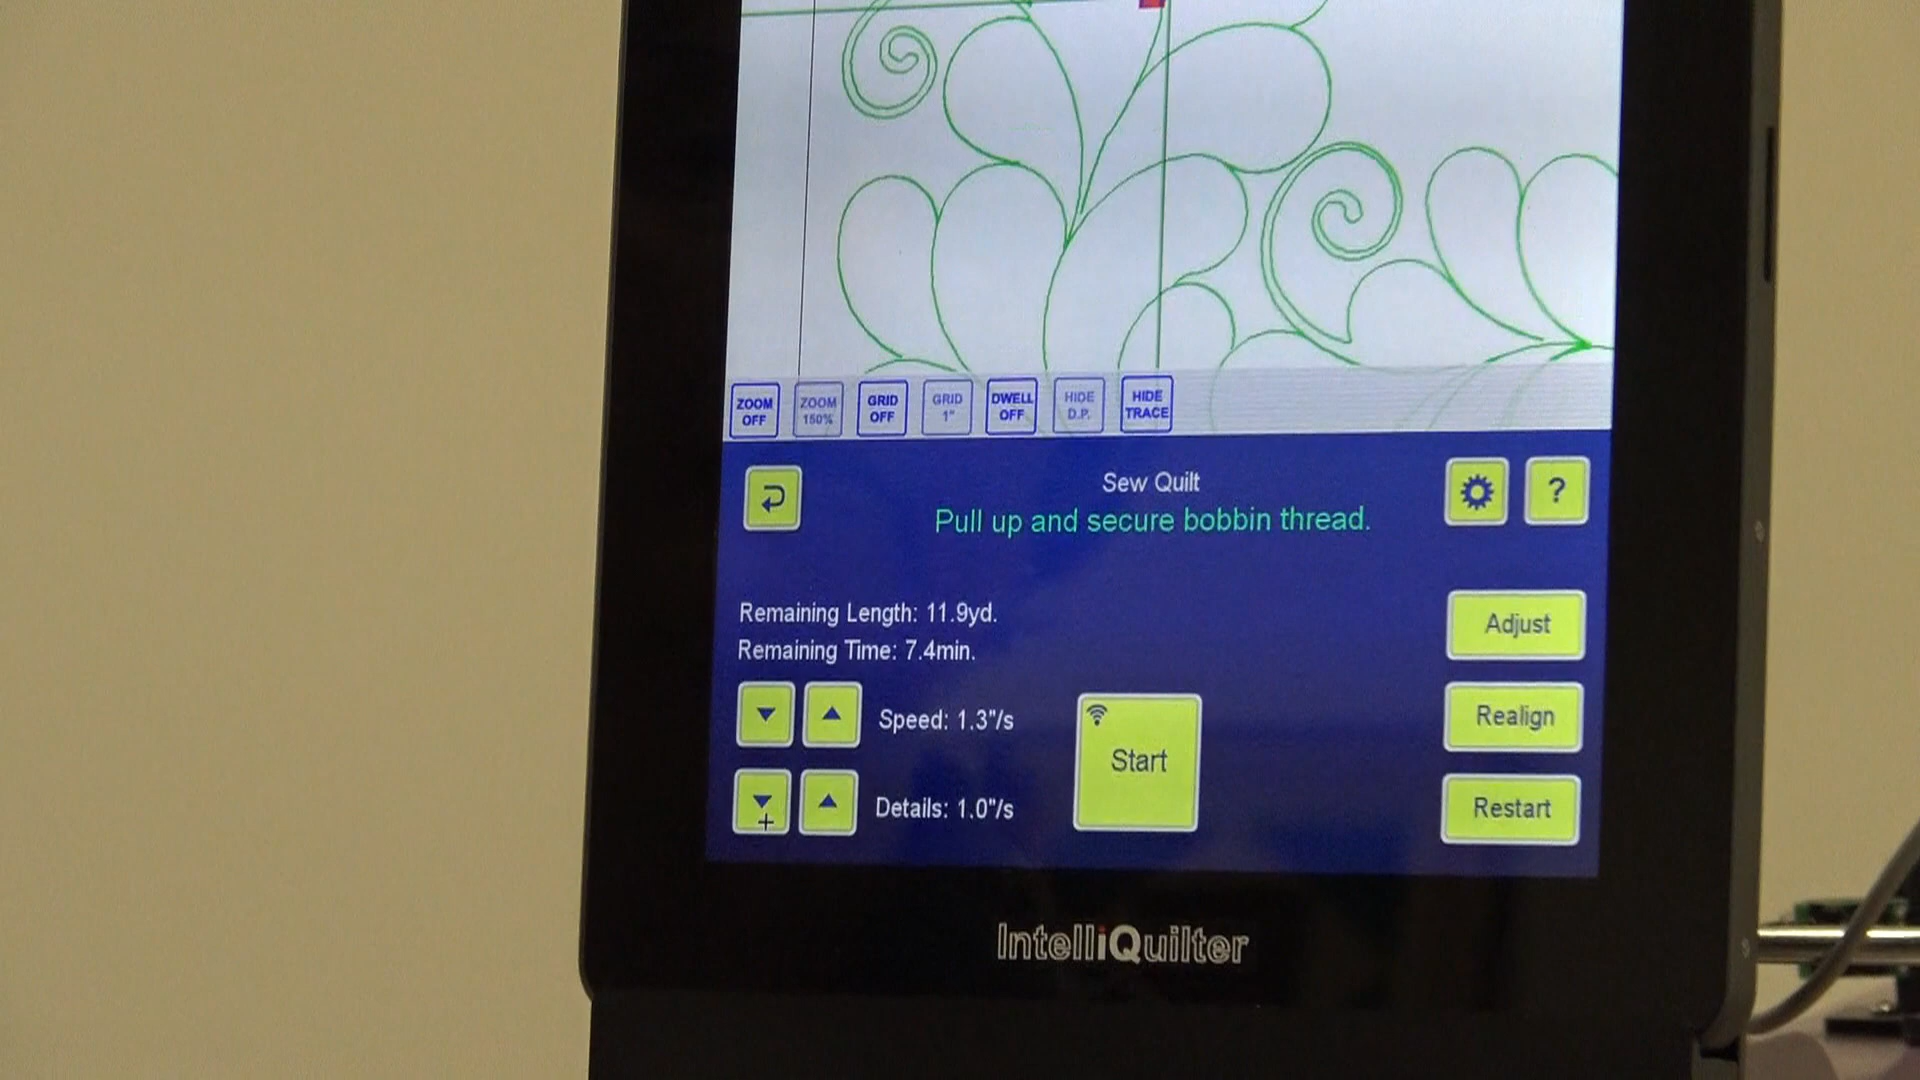 ZOOM OFF
ZOOM 150%
GRID OFF
GRID 1"
DWELL OFF
HIDE D.P.
HIDE TRACE
Sew Quilt
?
Pull up and secure bobbin thread.
Remaining Length: 11.9yd.
Adjust
Remaining Time: 7.4min.
Speed: 1.3"/s
Realign
Start
Details: 1.0"/s
Restart
IntelliQuilter